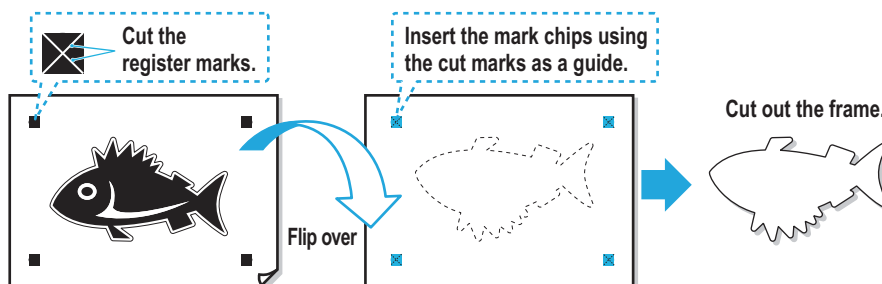 Cut the
register marks.
Insert the mark chips using
the cut marks as a guide.
Cut out the frame.
Flip over